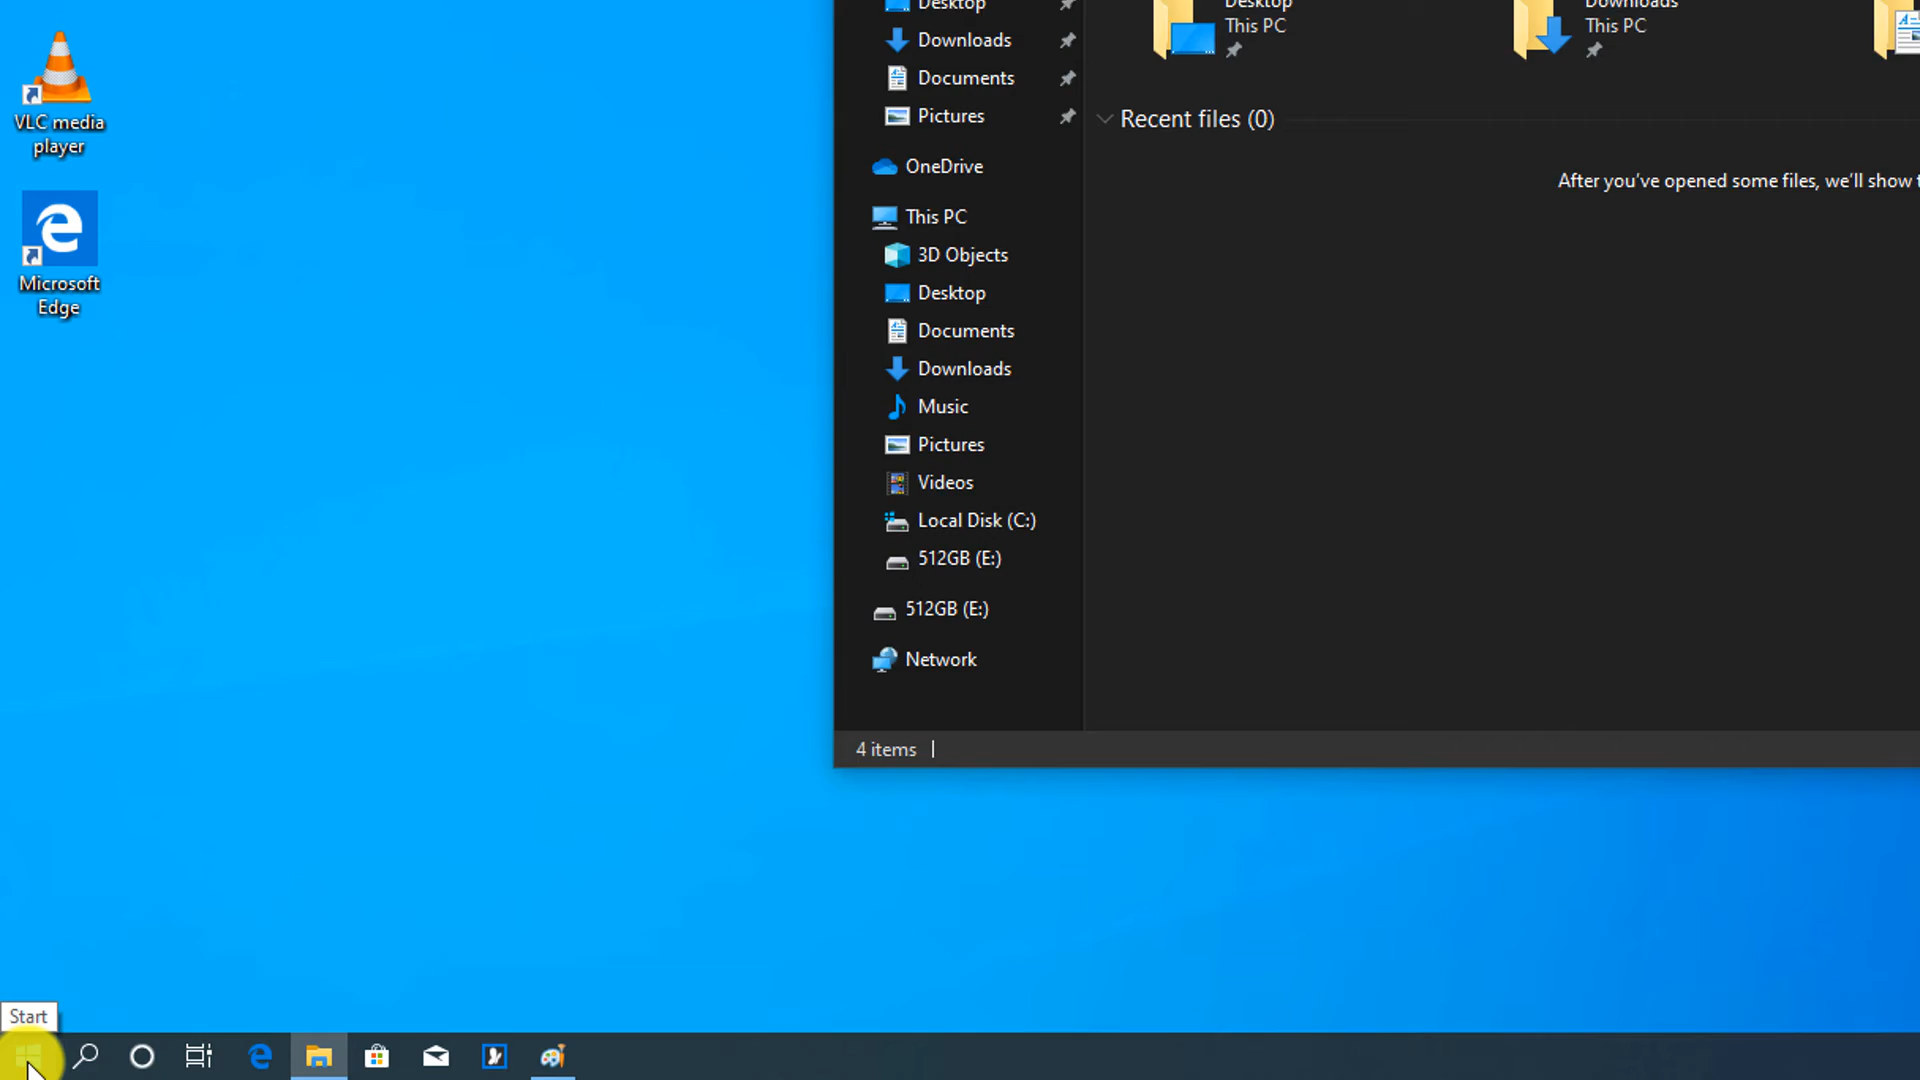 VLC media
player
Microsoft
Edge
Desktop
Downloads
Documents
Pictures
OneDrive
This PC
3D Objects
Desktop
Documents
Downloads
Music
Pictures
Videos
Local Disk (C:)
512GB (E:)
512GB (E:)
Network
Desktop
This PC
Downloads
This PC
Recent files (0)
After you’ve opened some files, we’ll show
4 items
Start